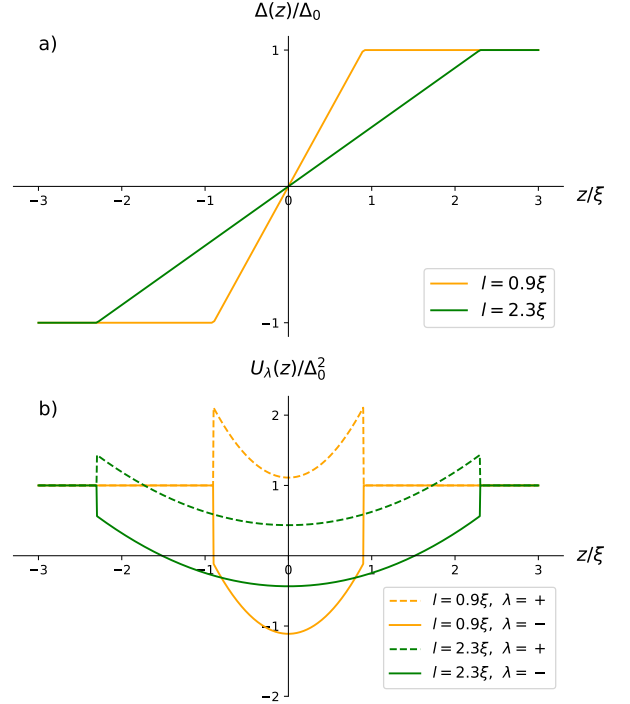 Δ(z)/Δ₀
a)
1
−3 −2 −1 0 1 2 3
z/ξ
−1
l = 0.9ξ
l = 2.3ξ
U_λ(z)/Δ₀²
b)
2
1
−3 −2 −1 0 1 2 3
z/ξ
−1
−2
l = 0.9ξ, λ = +
l = 0.9ξ, λ = −
l = 2.3ξ, λ = +
l = 2.3ξ, λ = −